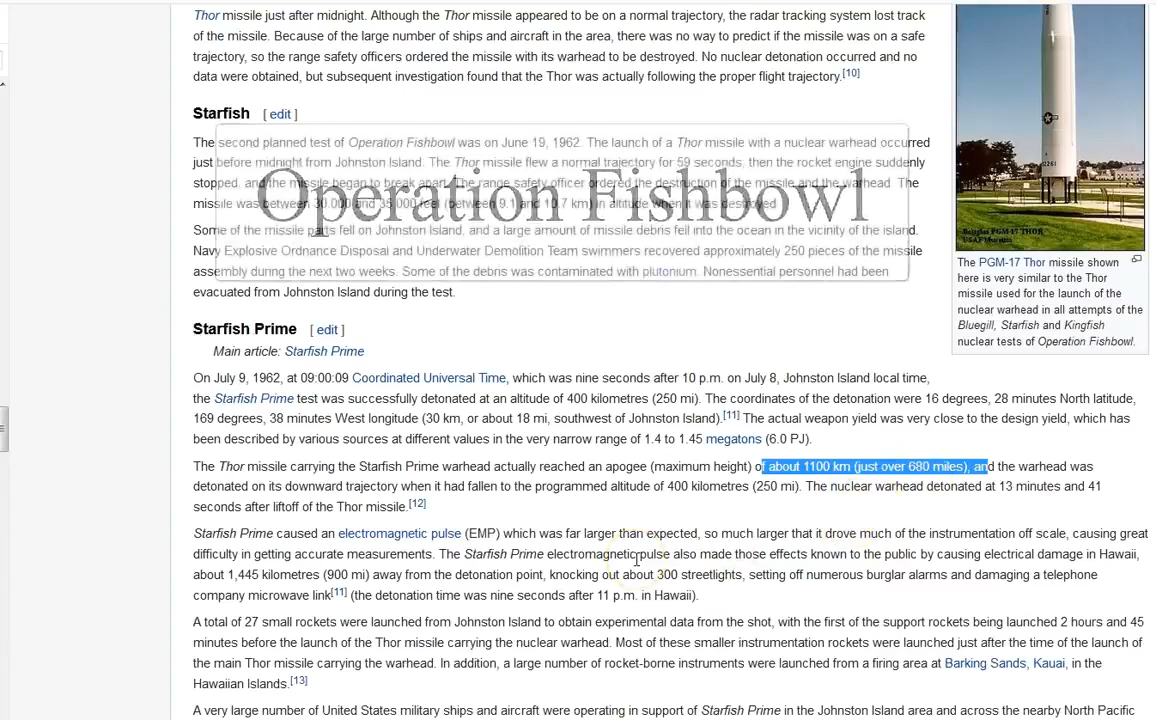 Thor missile just after midnight. Although the Thor missile appeared to be on a normal trajectory, the radar tracking system lost track
of the missile. Because of the large number of ships and aircraft in the area, there was no way to predict if the missile was on a safe
trajectory, so the range safety officers ordered the missile with its warhead to be destroyed. No nuclear detonation occurred and no
data were obtained, but subsequent investigation found that the Thor was actually following the proper flight trajectory.[10]
Starfish [ edit ]
The second planned test of Operation Fishbowl was on June 19, 1962. The launch of a Thor missile with a nuclear warhead occurred
just before midnight from Johnston Island. The Thor missile flew a normal trajectory for 59 seconds, then the rocket engine suddenly
stopped, and the missile began to break apart. The range safety officer ordered the destruction of the missile and the warhead. The
missile was between 30,000 and 35,000 feet (between 9.1 and 10.7 km) in altitude when it was destroyed
Operation Fishbowl
Some of the missile parts fell on Johnston Island, and a large amount of missile debris fell into the ocean in the vicinity of the island.
Navy Explosive Ordnance Disposal and Underwater Demolition Team swimmers recovered approximately 250 pieces of the missile
assembly during the next two weeks. Some of the debris was contaminated with plutonium. Nonessential personnel had been
evacuated from Johnston Island during the test.
Starfish Prime [ edit ]
Main article: Starfish Prime
On July 9, 1962, at 09:00:09 Coordinated Universal Time, which was nine seconds after 10 p.m. on July 8, Johnston Island local time,
the Starfish Prime test was successfully detonated at an altitude of 400 kilometres (250 mi). The coordinates of the detonation were 16 degrees, 28 minutes North latitude,
169 degrees, 38 minutes West longitude (30 km, or about 18 mi, southwest of Johnston Island).[11] The actual weapon yield was very close to the design yield, which has
been described by various sources at different values in the very narrow range of 1.4 to 1.45 megatons (6.0 PJ).
The Thor missile carrying the Starfish Prime warhead actually reached an apogee (maximum height) of about 1100 km (just over 680 miles), and the warhead was
detonated on its downward trajectory when it had fallen to the programmed altitude of 400 kilometres (250 mi). The nuclear warhead detonated at 13 minutes and 41
seconds after liftoff of the Thor missile.[12]
Starfish Prime caused an electromagnetic pulse (EMP) which was far larger than expected, so much larger that it drove much of the instrumentation off scale, causing great
difficulty in getting accurate measurements. The Starfish Prime electromagnetic pulse also made those effects known to the public by causing electrical damage in Hawaii,
about 1,445 kilometres (900 mi) away from the detonation point, knocking out about 300 streetlights, setting off numerous burglar alarms and damaging a telephone
company microwave link[11] (the detonation time was nine seconds after 11 p.m. in Hawaii).
A total of 27 small rockets were launched from Johnston Island to obtain experimental data from the shot, with the first of the support rockets being launched 2 hours and 45
minutes before the launch of the Thor missile carrying the nuclear warhead. Most of these smaller instrumentation rockets were launched just after the time of the launch of
the main Thor missile carrying the warhead. In addition, a large number of rocket-borne instruments were launched from a firing area at Barking Sands, Kauai, in the
Hawaiian Islands.[13]
A very large number of United States military ships and aircraft were operating in support of Starfish Prime in the Johnston Island area and across the nearby North Pacific
Douglas PGM-17 THOR
USAF Museum
The PGM-17 Thor missile shown
here is very similar to the Thor
missile used for the launch of the
nuclear warhead in all attempts of the
Bluegill, Starfish and Kingfish
nuclear tests of Operation Fishbowl.